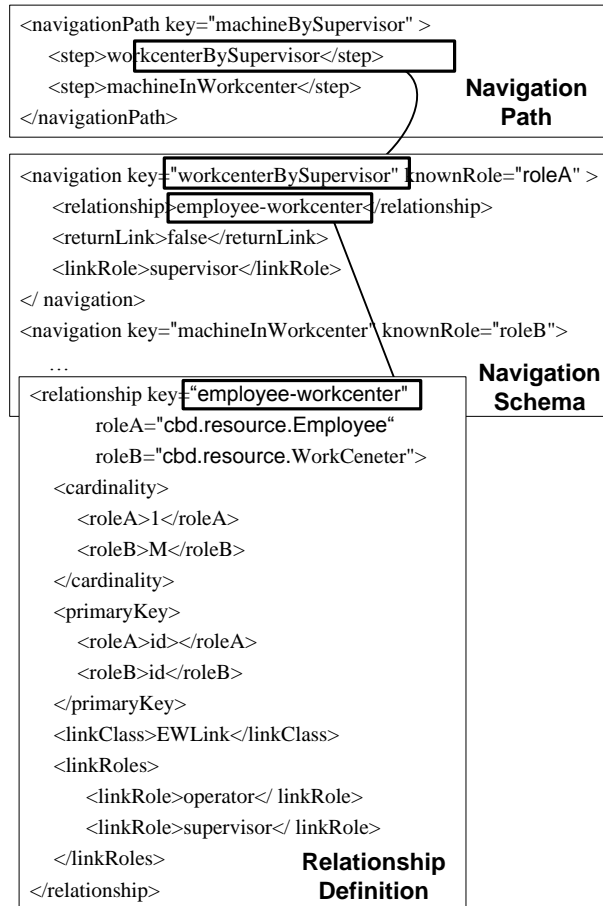 <navigationPath key="machineBySupervisor" >
<step>workcenterBySupervisor</step>
<step>machineInWorkcenter</step>
</navigationPath>
Navigation
Path
<navigation key="workcenterBySupervisor" knownRole="roleA" >
<relationship>employee-workcenter</relationship>
<returnLink>false</returnLink>
<linkRole>supervisor</linkRole>
</ navigation>
<navigation key="machineInWorkcenter" knownRole="roleB">
…
Navigation
Schema
<relationship key=“employee-workcenter"
roleA="cbd.resource.Employee“
roleB="cbd.resource.WorkCeneter">
<cardinality>
<roleA>1</roleA>
<roleB>M</roleB>
</cardinality>
<primaryKey>
<roleA>id></roleA>
<roleB>id</roleB>
</primaryKey>
<linkClass>EWLink</linkClass>
<linkRoles>
<linkRole>operator</ linkRole>
<linkRole>supervisor</ linkRole>
</linkRoles>
</relationship>
Relationship
Definition